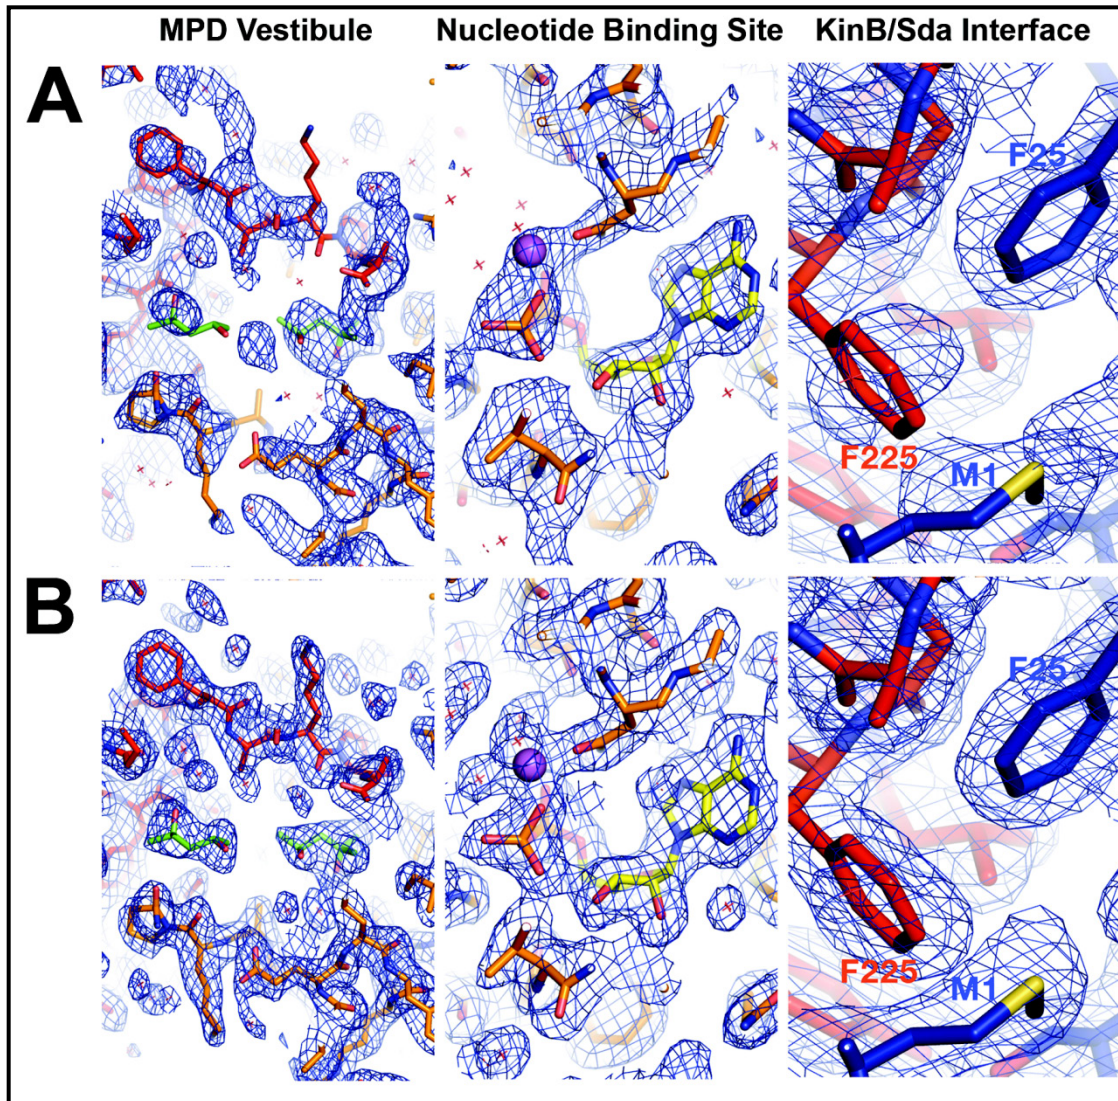 MPD Vestibule Nucleotide Binding Site KinB/Sda Interface
A
F25
F225
M1
B
F25
F225
M1